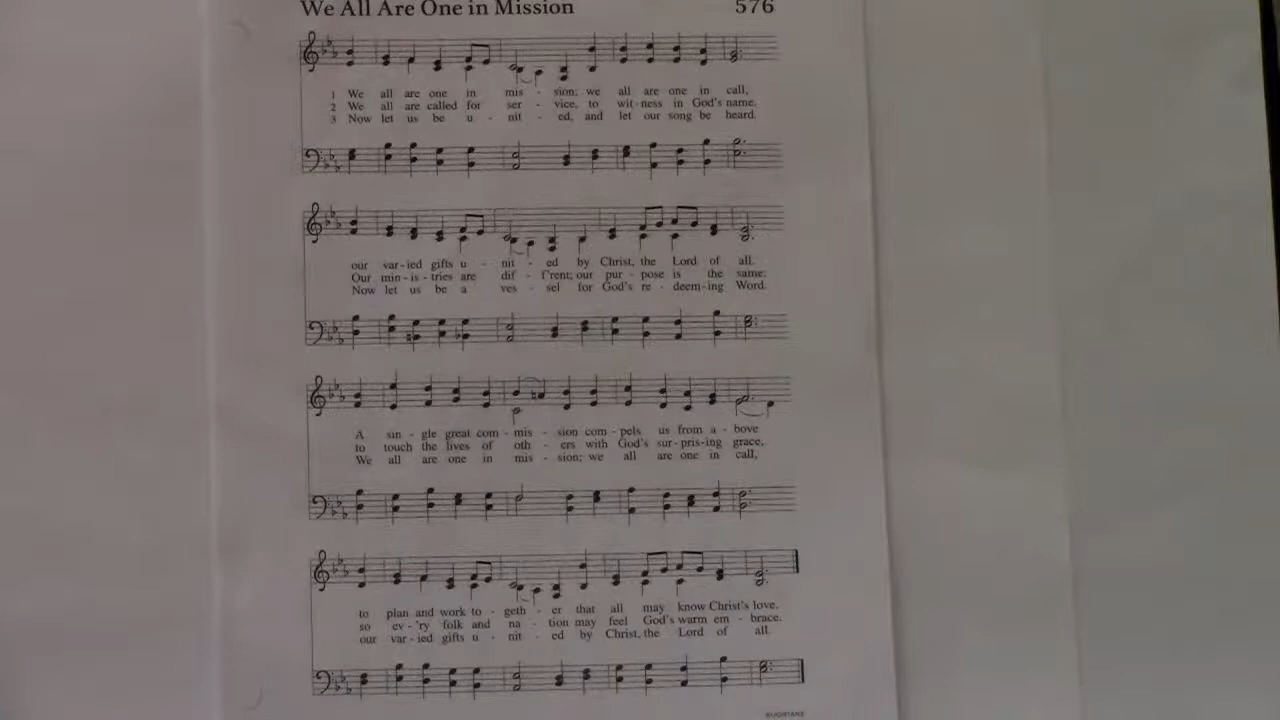 We All Are One in Mission 576
1 We all are one in mis - sion; we all are one in call,
2 We all are called for ser - vice, to wit - ness in God's name.
3 Now let us be u - nit - ed, and let our song be heard.
our var - ied gifts u - nit - ed by Christ, the Lord of all.
Our min - is - tries are dif - f'rent; our pur - pose is the same:
Now let us be a ves - sel for God's re - deem - ing Word.
A sin - gle great com - mis - sion com - pels us from a - bove
to touch the lives of oth - ers with God's sur - pris - ing grace,
We all are one in mis - sion; we all are one in call,
to plan and work to - geth - er that all may know Christ's love.
so ev - 'ry folk and na - tion may feel God's warm em - brace.
our var - ied gifts u - nit - ed by Christ, the Lord of all.